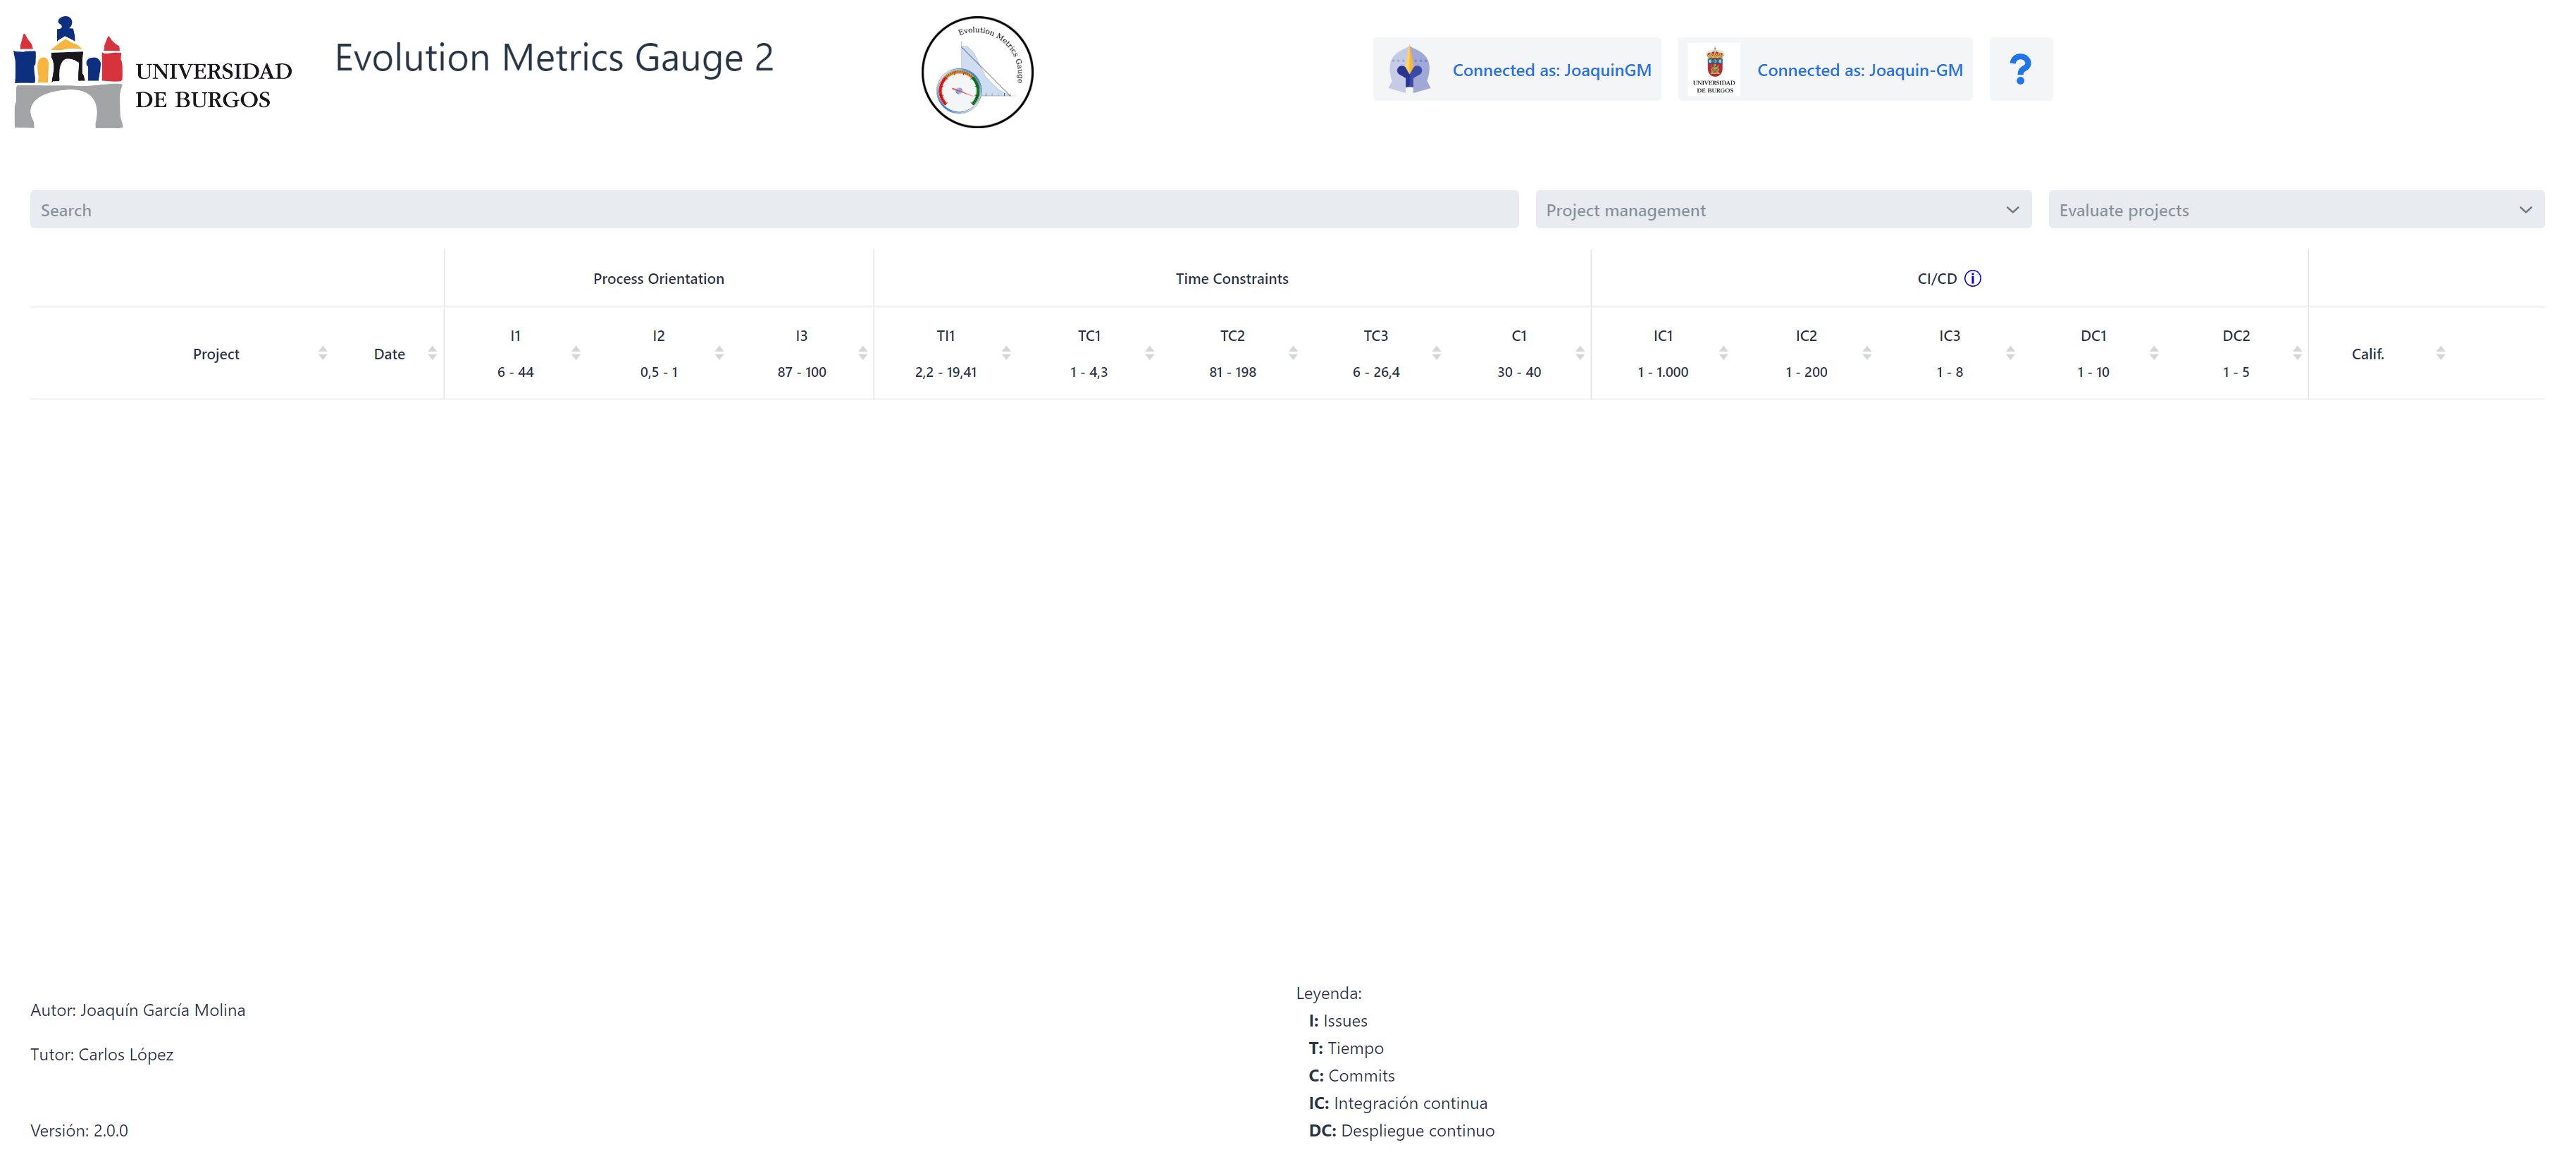 UNIVERSIDAD
DE BURGOS
Evolution Metrics Gauge 2
Evolution Metrics Gauge
Connected as: JoaquinGM
UNIVERSIDAD
DE BURGOS
Connected as: Joaquin-GM
?
Search
Project management
Evaluate projects
Process Orientation
Time Constraints
CI/CD
Project
Date
I1
I2
I3
TI1
TC1
TC2
TC3
C1
IC1
IC2
IC3
DC1
DC2
Calif.
6 - 44
0,5 - 1
87 - 100
2,2 - 19,41
1 - 4,3
81 - 198
6 - 26,4
30 - 40
1 - 1.000
1 - 200
1 - 8
1 - 10
1 - 5
Autor: Joaquín García Molina
Tutor: Carlos López
Versión: 2.0.0
Leyenda:
I: Issues
T: Tiempo
C: Commits
IC: Integración continua
DC: Despliegue continuo